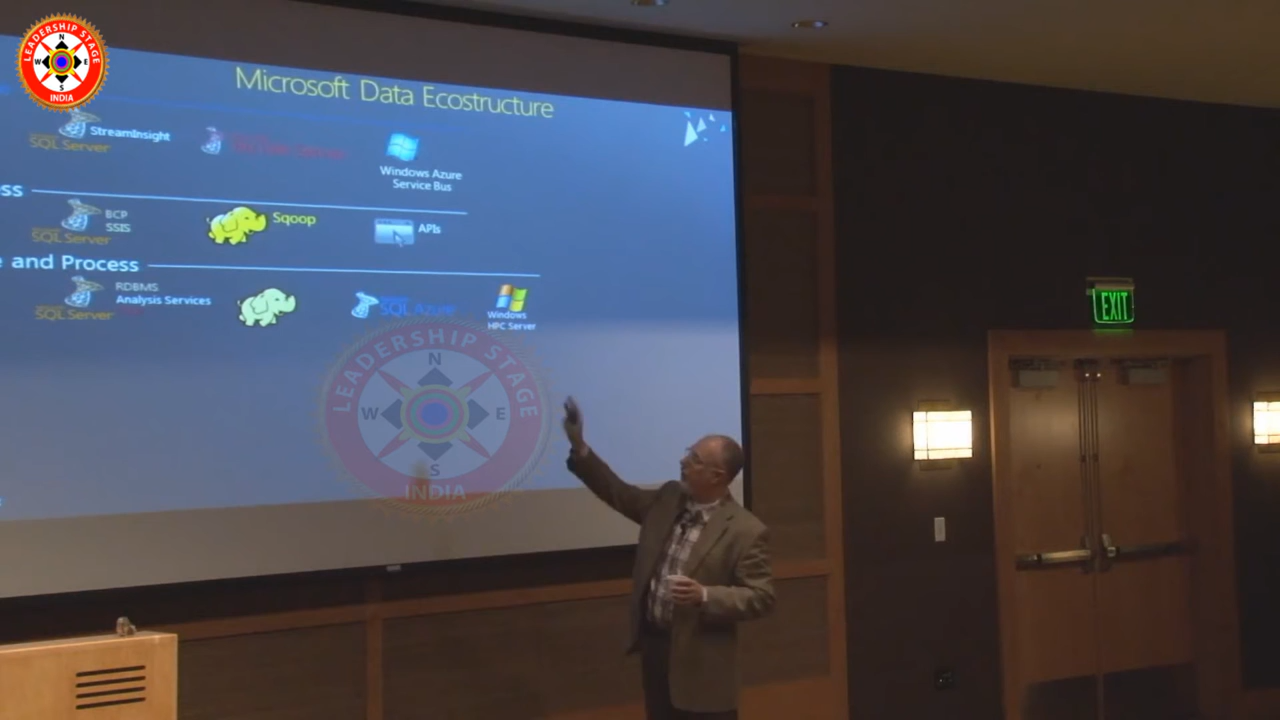 LEADERSHIP STAGE
N
W E
S
INDIA
Microsoft Data Ecostructure
StreamInsight
SQL Server
Windows Azure
Service Bus
ss
BCP
SSIS
SQL Server
Sqoop
APIs
e and Process
RDBMS
Analysis Services
SQL Server
SQL Azure
Windows
HPC Server
LEADERSHIP STAGE
N
W E
S
INDIA
EXIT